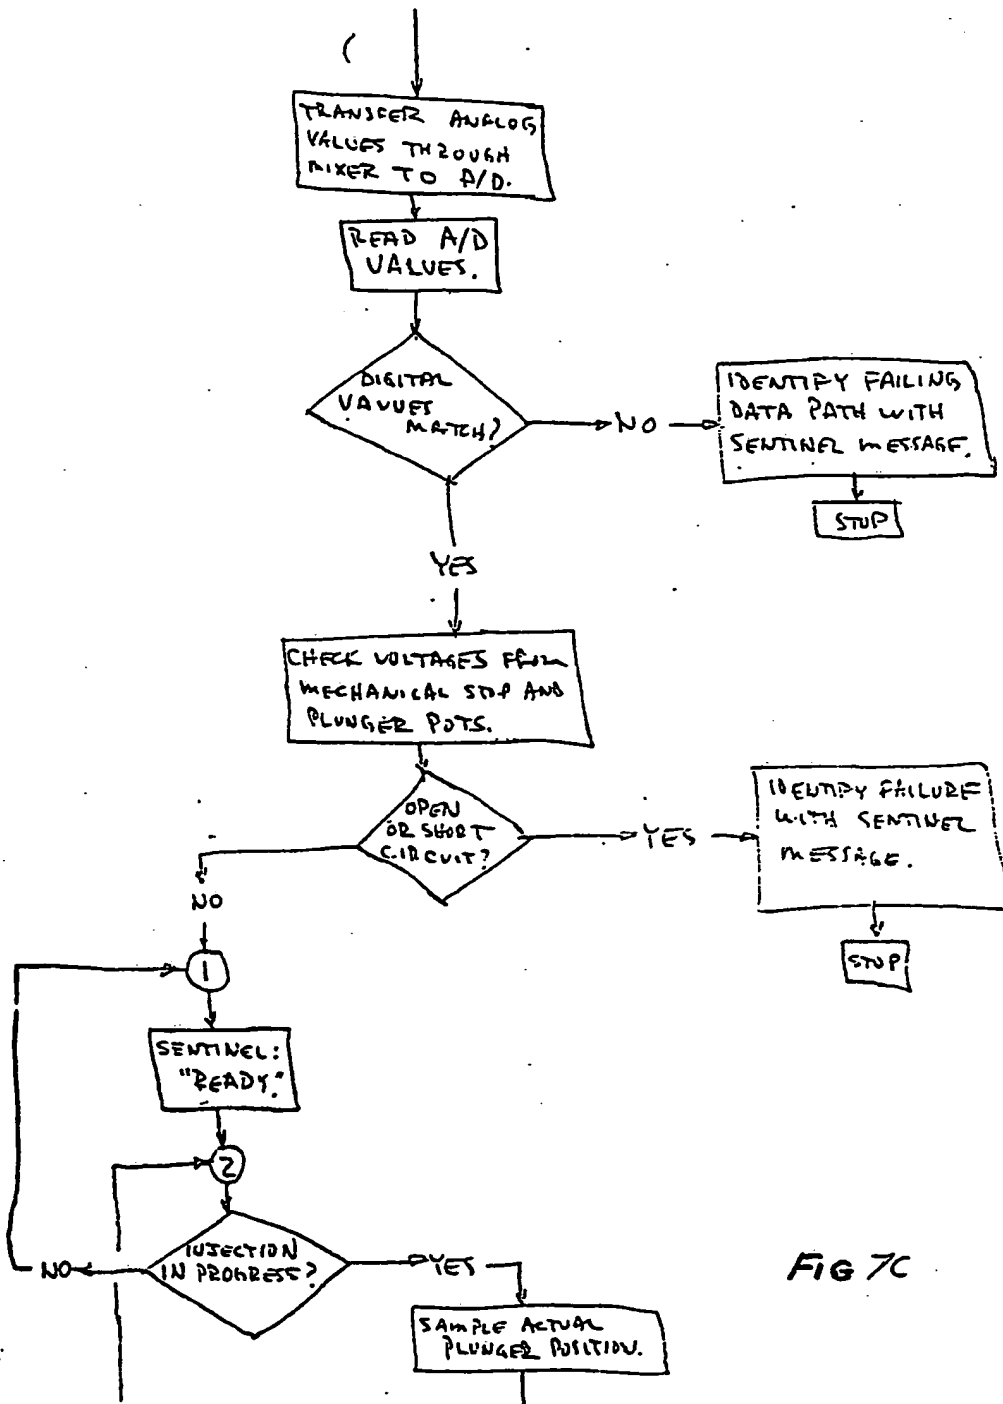 TRANSFER ANALOG
VALUES THROUGH
MIXER TO A/D.
READ A/D
VALUES.
DIGITAL
VAVUES
MATCH?
NO
IDENTIFY FAILING
DATA PATH WITH
SENTINEL MESSAGE.
STOP
YES
CHECK VOLTAGES FROM
MECHANICAL STOP AND
PLUNGER POTS.
OPEN
OR SHORT
CIRCUIT?
YES
IDENTIFY FAILURE
WITH SENTINEL
MESSAGE.
STOP
NO
1
SENTINEL:
"READY."
2
INJECTION
IN PROGRESS?
NO
YES
SAMPLE ACTUAL
PLUNGER POSITION.
FIG 7C